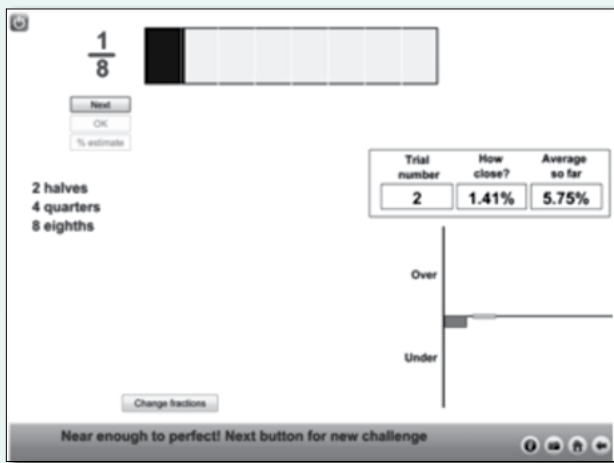 1
8
Next
OK
% estimate
2 halves
4 quarters
8 eighths
Trial number
How close?
Average so far
2
1.41%
5.75%
Over
Under
Change fractions
Near enough to perfect! Next button for new challenge